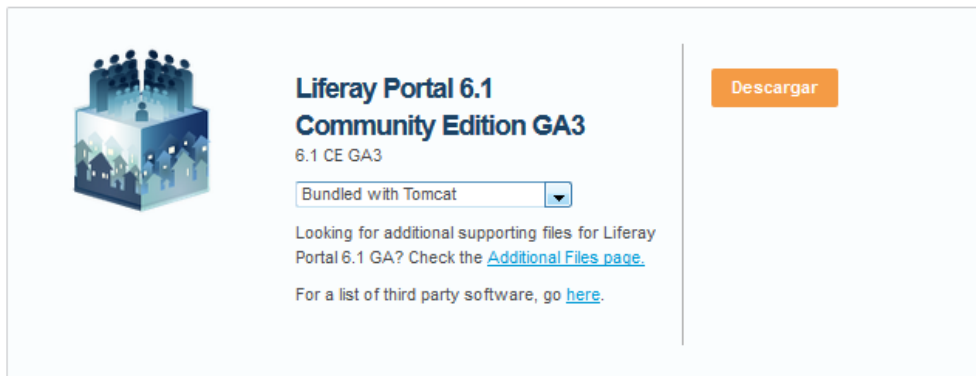 Liferay Portal 6.1
Community Edition GA3
6.1 CE GA3
Bundled with Tomcat
Looking for additional supporting files for Liferay
Portal 6.1 GA? Check the Additional Files page.
For a list of third party software, go here.
Descargar